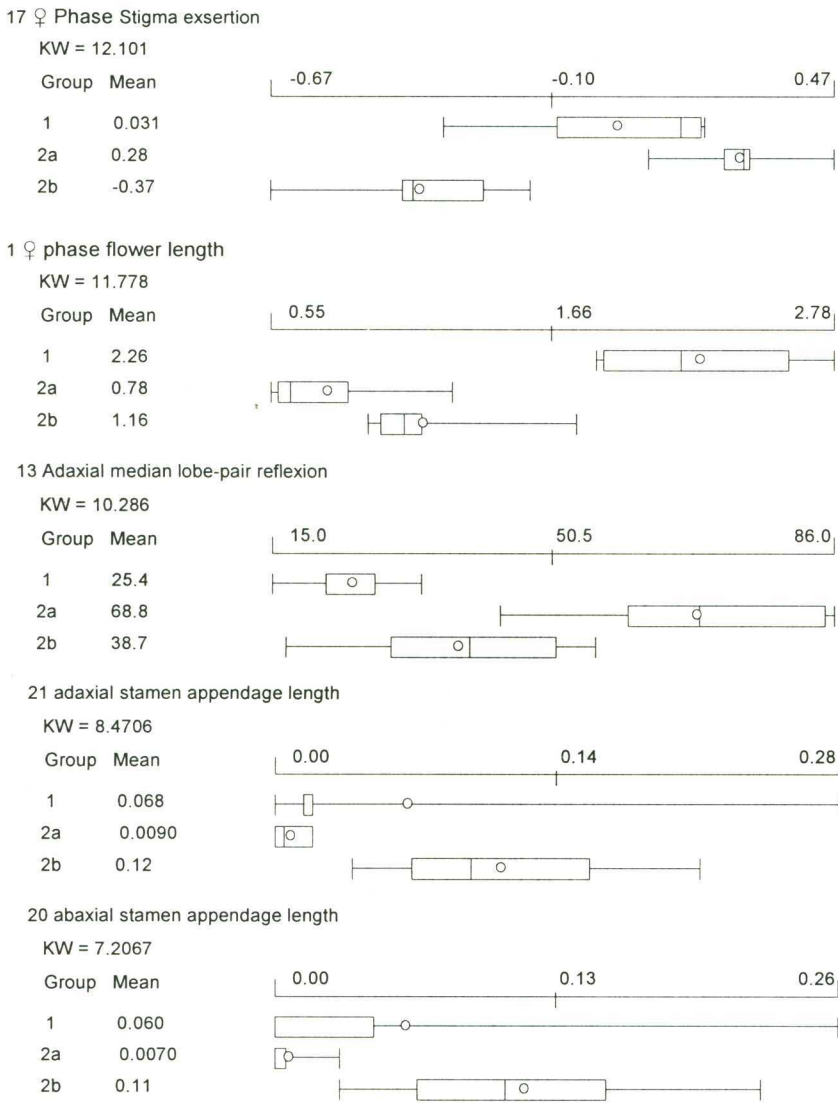 17 ♀ Phase Stigma exsertion
KW = 12.101
Group Mean -0.67 -0.10 0.47
1 0.031
2a 0.28
2b -0.37
1 ♀ phase flower length
KW = 11.778
Group Mean 0.55 1.66 2.78
1 2.26
2a 0.78
2b 1.16
13 Adaxial median lobe-pair reflexion
KW = 10.286
Group Mean 15.0 50.5 86.0
1 25.4
2a 68.8
2b 38.7
21 adaxial stamen appendage length
KW = 8.4706
Group Mean 0.00 0.14 0.28
1 0.068
2a 0.0090
2b 0.12
20 abaxial stamen appendage length
KW = 7.2067
Group Mean 0.00 0.13 0.26
1 0.060
2a 0.0070
2b 0.11